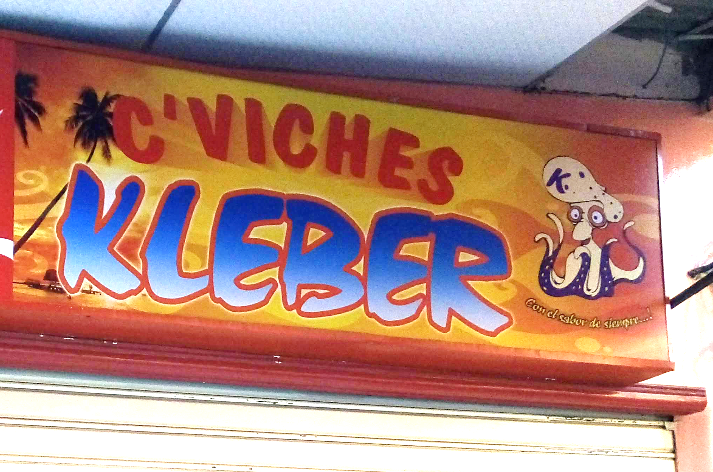 C'VICHES
KLEBER
K.
Con el sabor de siempre...!